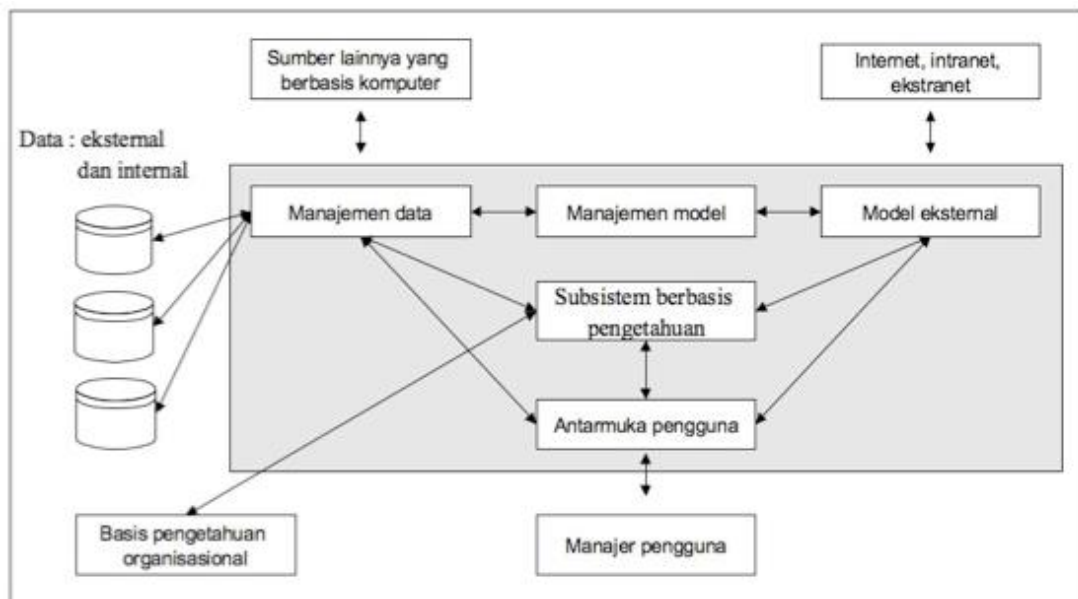 Sumber lainnya yang
berbasis komputer
Internet, intranet,
ekstranet
Data : eksternal
dan internal
Manajemen data
Manajemen model
Model eksternal
Subsistem berbasis
pengetahuan
Antarmuka pengguna
Basis pengetahuan
organisasional
Manajer pengguna